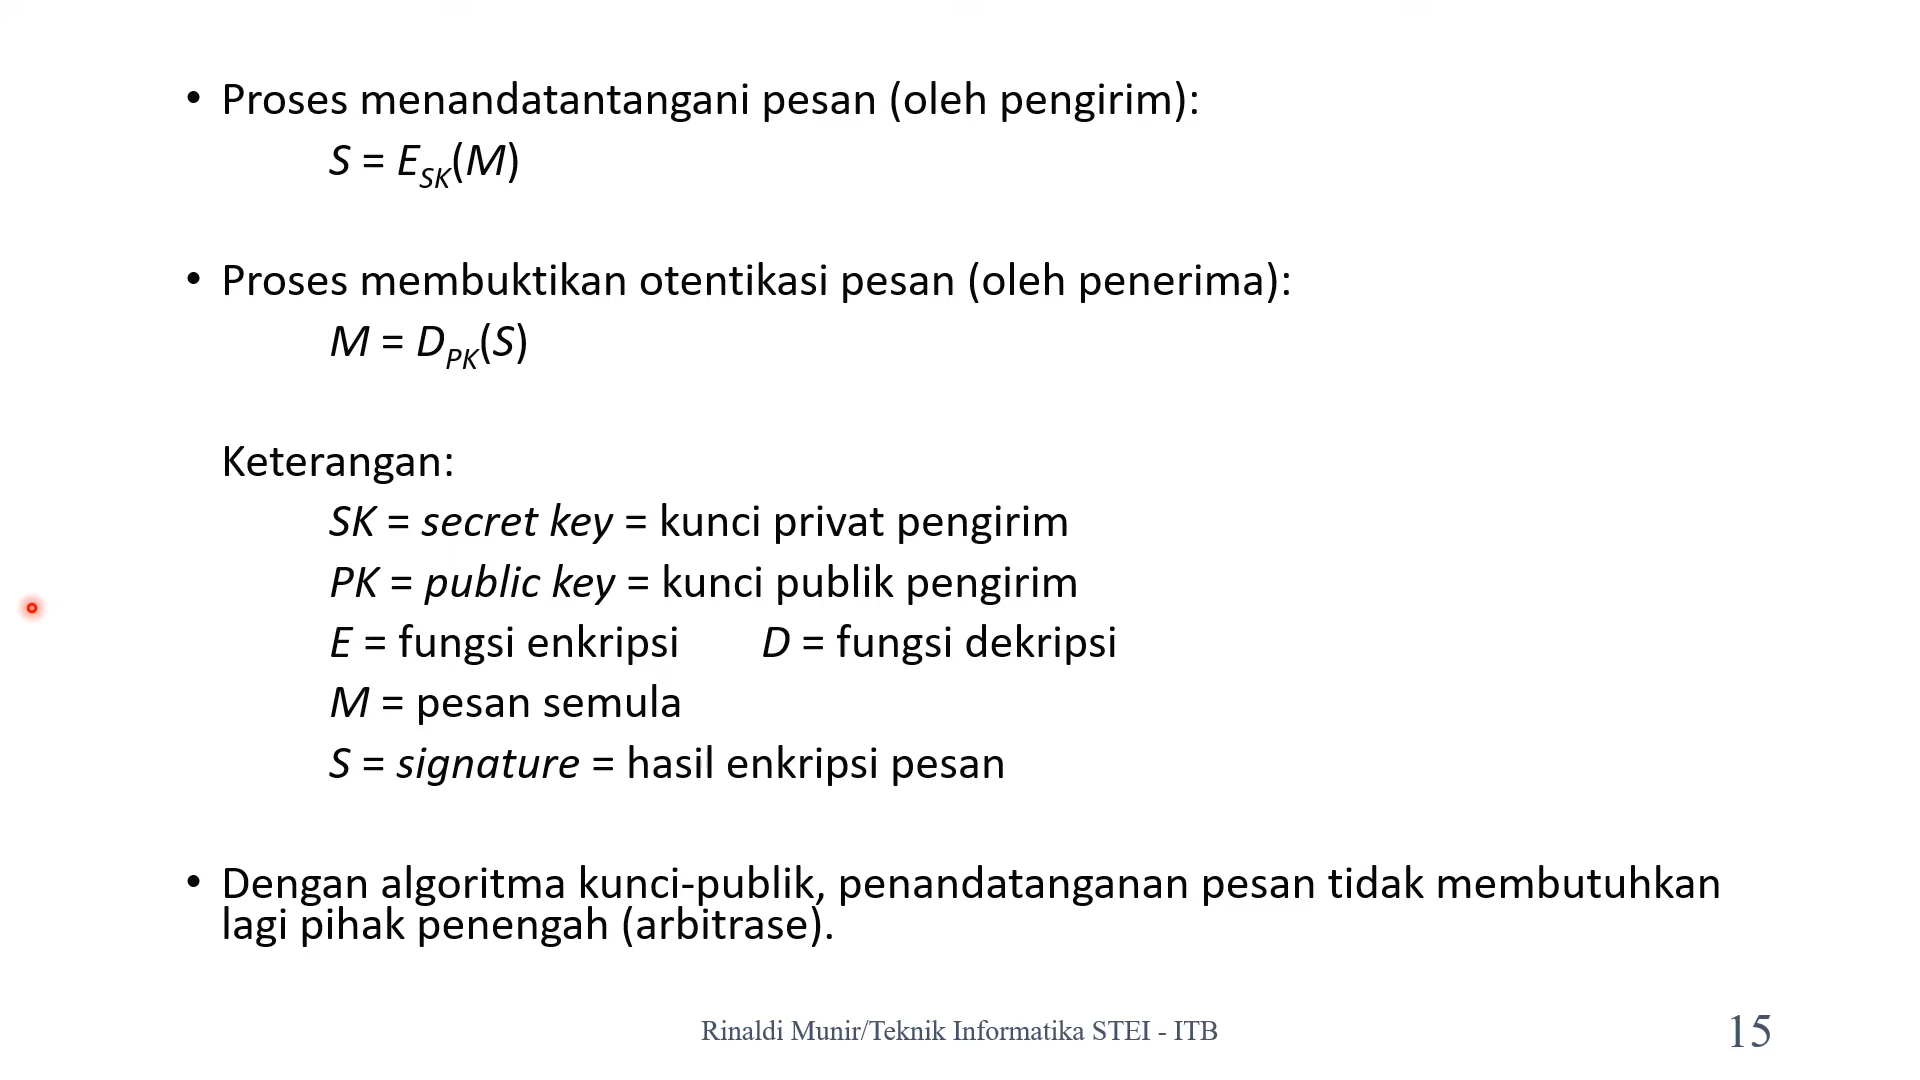 • Proses menandatantangani pesan (oleh pengirim):
S = E_SK(M)
• Proses membuktikan otentikasi pesan (oleh penerima):
M = D_PK(S)
Keterangan:
SK = secret key = kunci privat pengirim
PK = public key = kunci publik pengirim
E = fungsi enkripsi D = fungsi dekripsi
M = pesan semula
S = signature = hasil enkripsi pesan
• Dengan algoritma kunci-publik, penandatanganan pesan tidak membutuhkan
lagi pihak penengah (arbitrase).
Rinaldi Munir/Teknik Informatika STEI - ITB
15